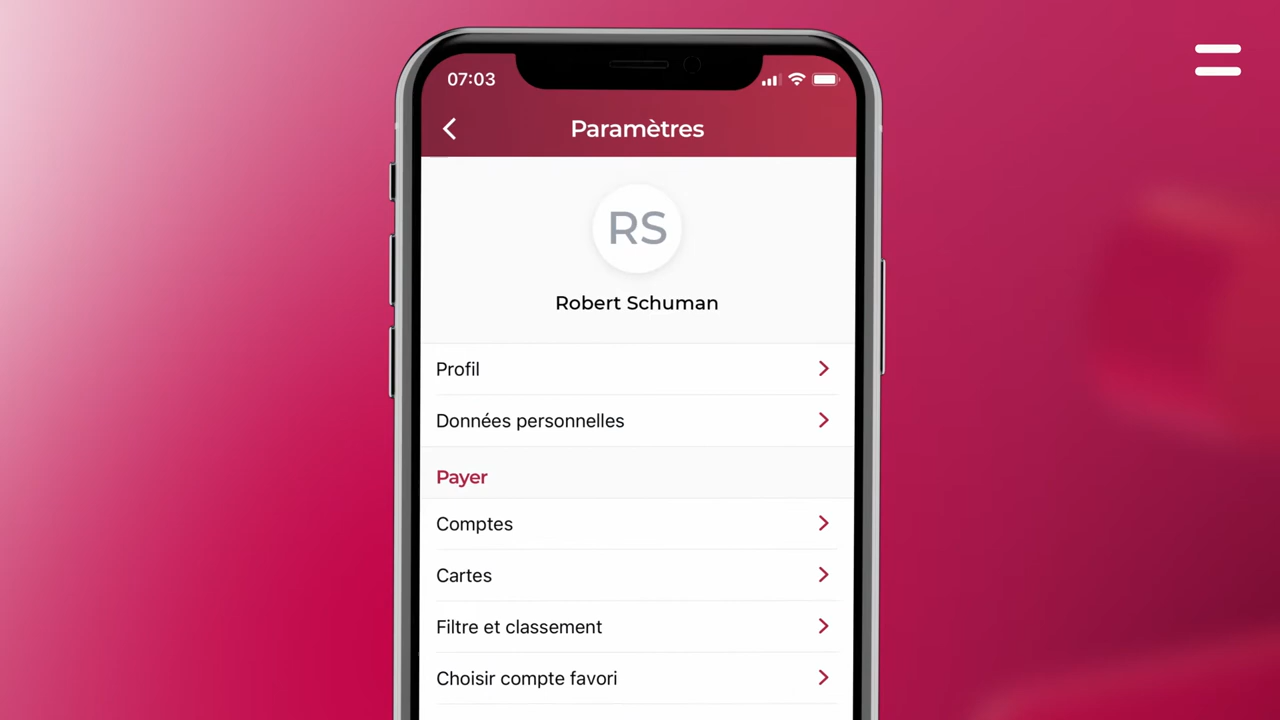 07:03
Paramètres
RS
Robert Schuman
Profil
Données personnelles
Payer
Comptes
Cartes
Filtre et classement
Choisir compte favori